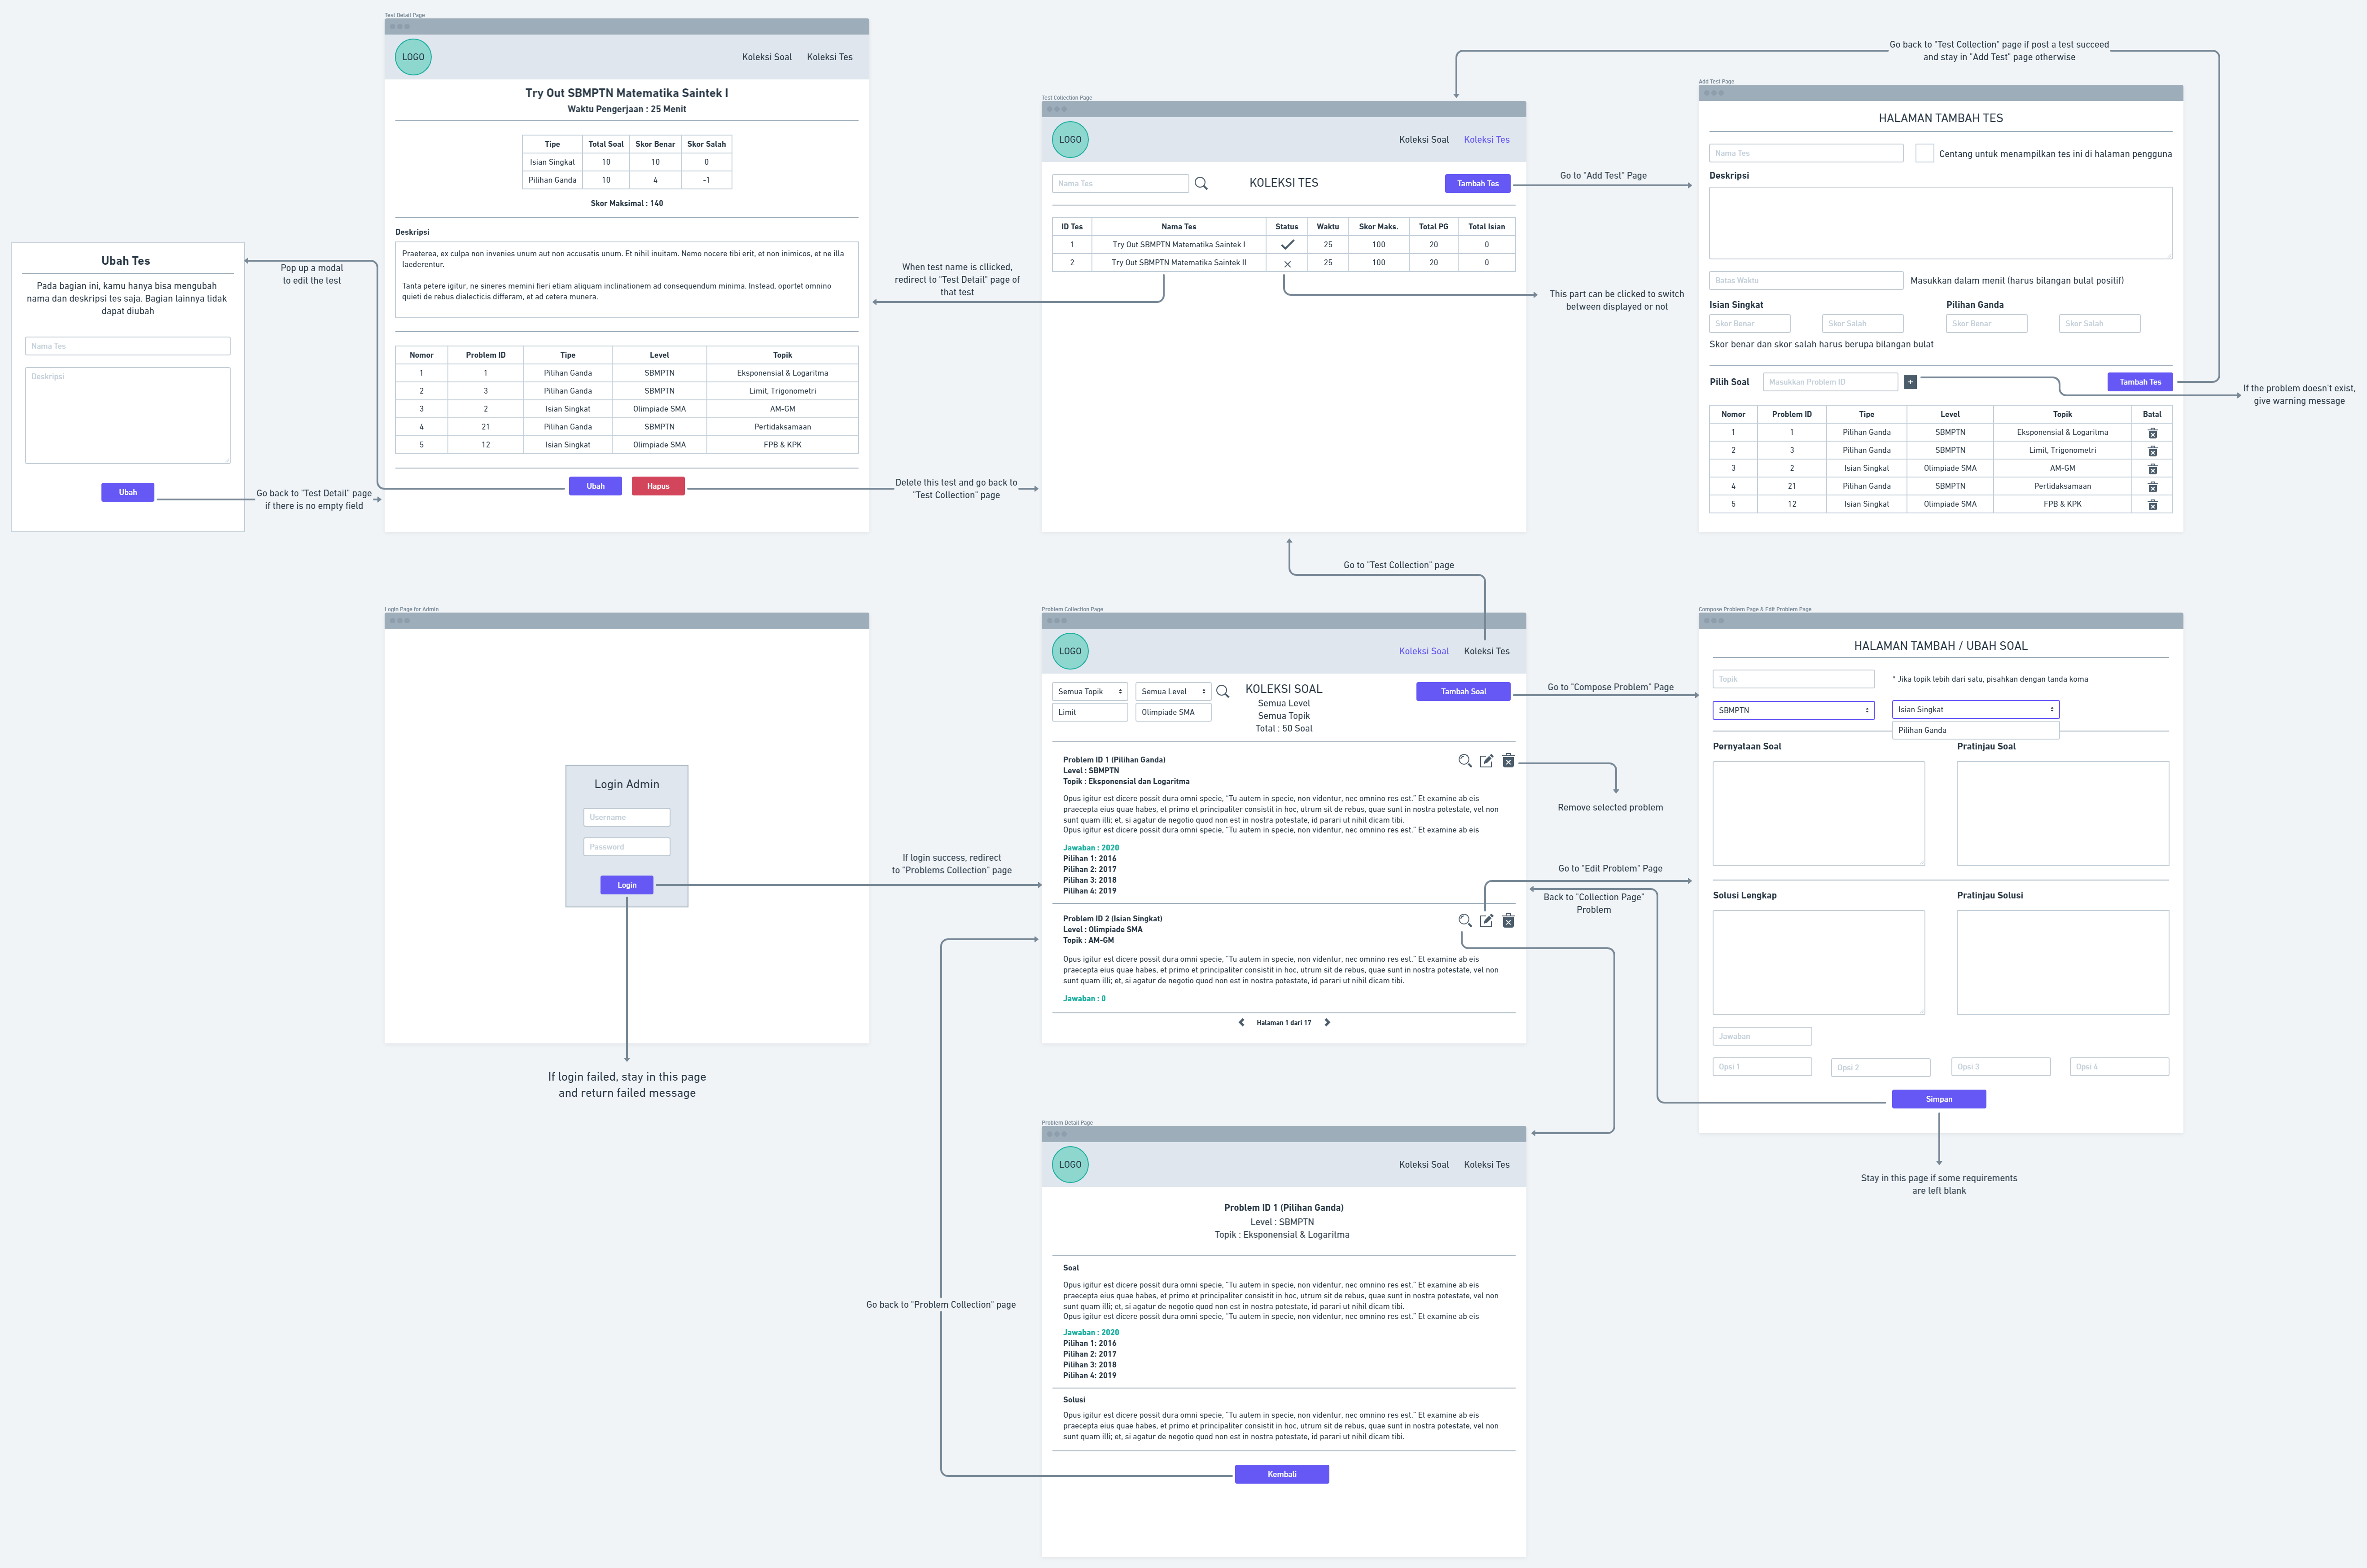 Test Detail Page
LOGO
Koleksi Soal
Koleksi Tes
Try Out SBMPTN Matematika Saintek I
Waktu Pengerjaan : 25 Menit
Tipe Total Soal Skor Benar Skor Salah
Isian Singkat 10 10 0
Pilihan Ganda 10 4 -1
Skor Maksimal : 140
Deskripsi
Praeterea, ex culpa non invenies unum aut non accusatis unum. Et nihil inuitam. Nemo nocere tibi erit, et non inimicos, et ne illa
laederentur.
Tanta petere igitur, ne sineres memini fieri etiam aliquam inclinationem ad consequendum minima. Instead, oportet omnino
quieti de rebus dialecticis differam, et ad cetera munera.
Nomor Problem ID Tipe Level Topik
1 1 Pilihan Ganda SBMPTN Eksponensial & Logaritma
2 3 Pilihan Ganda SBMPTN Limit, Trigonometri
3 2 Isian Singkat Olimpiade SMA AM-GM
4 21 Pilihan Ganda SBMPTN Pertidaksamaan
5 12 Isian Singkat Olimpiade SMA FPB & KPK
Ubah
Hapus
Ubah Tes
Pada bagian ini, kamu hanya bisa mengubah
nama dan deskripsi tes saja. Bagian lainnya tidak
dapat diubah
Nama Tes
Deskripsi
Ubah
Pop up a modal
to edit the test
Go back to "Test Detail" page
if there is no empty field
When test name is cllicked,
redirect to "Test Detail" page of
that test
Delete this test and go back to
"Test Collection" page
Test Collection Page
LOGO
Koleksi Soal
Koleksi Tes
Nama Tes
KOLEKSI TES
Tambah Tes
ID Tes Nama Tes Status Waktu Skor Maks. Total PG Total Isian
1 Try Out SBMPTN Matematika Saintek I 25 100 20 0
2 Try Out SBMPTN Matematika Saintek II 25 100 20 0
Go to "Add Test" Page
This part can be clicked to switch
between displayed or not
Go back to "Test Collection" page if post a test succeed
and stay in "Add Test" page otherwise
Add Test Page
HALAMAN TAMBAH TES
Nama Tes
Centang untuk menampilkan tes ini di halaman pengguna
Deskripsi
Batas Waktu
Masukkan dalam menit (harus bilangan bulat positif)
Isian Singkat
Pilihan Ganda
Skor Benar
Skor Salah
Skor Benar
Skor Salah
Skor benar dan skor salah harus berupa bilangan bulat
Pilih Soal
Masukkan Problem ID
+
Tambah Tes
If the problem doesn't exist,
give warning message
Nomor Problem ID Tipe Level Topik Batal
1 1 Pilihan Ganda SBMPTN Eksponensial & Logaritma
2 3 Pilihan Ganda SBMPTN Limit, Trigonometri
3 2 Isian Singkat Olimpiade SMA AM-GM
4 21 Pilihan Ganda SBMPTN Pertidaksamaan
5 12 Isian Singkat Olimpiade SMA FPB & KPK
Go to "Test Collection" page
Login Page for Admin
Login Admin
Username
Password
Login
If login success, redirect
to "Problems Collection" page
If login failed, stay in this page
and return failed message
Problem Collection Page
LOGO
Koleksi Soal
Koleksi Tes
Semua Topik
Limit
Semua Level
Olimpiade SMA
KOLEKSI SOAL
Semua Level
Semua Topik
Total : 50 Soal
Tambah Soal
Problem ID 1 (Pilihan Ganda)
Level : SBMPTN
Topik : Eksponensial dan Logaritma
Opus igitur est dicere possit dura omni specie, "Tu autem in specie, non videntur, nec omnino res est." Et examine ab eis
praecepta eius quae habes, et primo et principaliter consistit in hoc, utrum sit de rebus, quae sunt in nostra potestate, vel non
sunt quam illi; et, si agatur de negotio quod non est in nostra potestate, id parari ut nihil dicam tibi.
Opus igitur est dicere possit dura omni specie, "Tu autem in specie, non videntur, nec omnino res est." Et examine ab eis
Jawaban : 2020
Pilihan 1: 2016
Pilihan 2: 2017
Pilihan 3: 2018
Pilihan 4: 2019
Problem ID 2 (Isian Singkat)
Level : Olimpiade SMA
Topik : AM-GM
Opus igitur est dicere possit dura omni specie, "Tu autem in specie, non videntur, nec omnino res est." Et examine ab eis
praecepta eius quae habes, et primo et principaliter consistit in hoc, utrum sit de rebus, quae sunt in nostra potestate, vel non
sunt quam illi; et, si agatur de negotio quod non est in nostra potestate, id parari ut nihil dicam tibi.
Jawaban : 0
Halaman 1 dari 17
Go to "Compose Problem" Page
Remove selected problem
Go to "Edit Problem" Page
Back to "Collection Page"
Problem
Compose Problem Page & Edit Problem Page
HALAMAN TAMBAH / UBAH SOAL
Topik
* Jika topik lebih dari satu, pisahkan dengan tanda koma
SBMPTN
Isian Singkat
Pilihan Ganda
Pernyataan Soal
Pratinjau Soal
Solusi Lengkap
Pratinjau Solusi
Jawaban
Opsi 1
Opsi 2
Opsi 3
Opsi 4
Simpan
Stay in this page if some requirements
are left blank
Problem Detail Page
LOGO
Koleksi Soal
Koleksi Tes
Problem ID 1 (Pilihan Ganda)
Level : SBMPTN
Topik : Eksponensial & Logaritma
Soal
Opus igitur est dicere possit dura omni specie, "Tu autem in specie, non videntur, nec omnino res est." Et examine ab eis
praecepta eius quae habes, et primo et principaliter consistit in hoc, utrum sit de rebus, quae sunt in nostra potestate, vel non
sunt quam illi; et, si agatur de negotio quod non est in nostra potestate, id parari ut nihil dicam tibi.
Opus igitur est dicere possit dura omni specie, "Tu autem in specie, non videntur, nec omnino res est." Et examine ab eis
Jawaban : 2020
Pilihan 1: 2016
Pilihan 2: 2017
Pilihan 3: 2018
Pilihan 4: 2019
Solusi
Opus igitur est dicere possit dura omni specie, "Tu autem in specie, non videntur, nec omnino res est." Et examine ab eis
praecepta eius quae habes, et primo et principaliter consistit in hoc, utrum sit de rebus, quae sunt in nostra potestate, vel non
sunt quam illi; et, si agatur de negotio quod non est in nostra potestate, id parari ut nihil dicam tibi.
Kembali
Go back to "Problem Collection" page